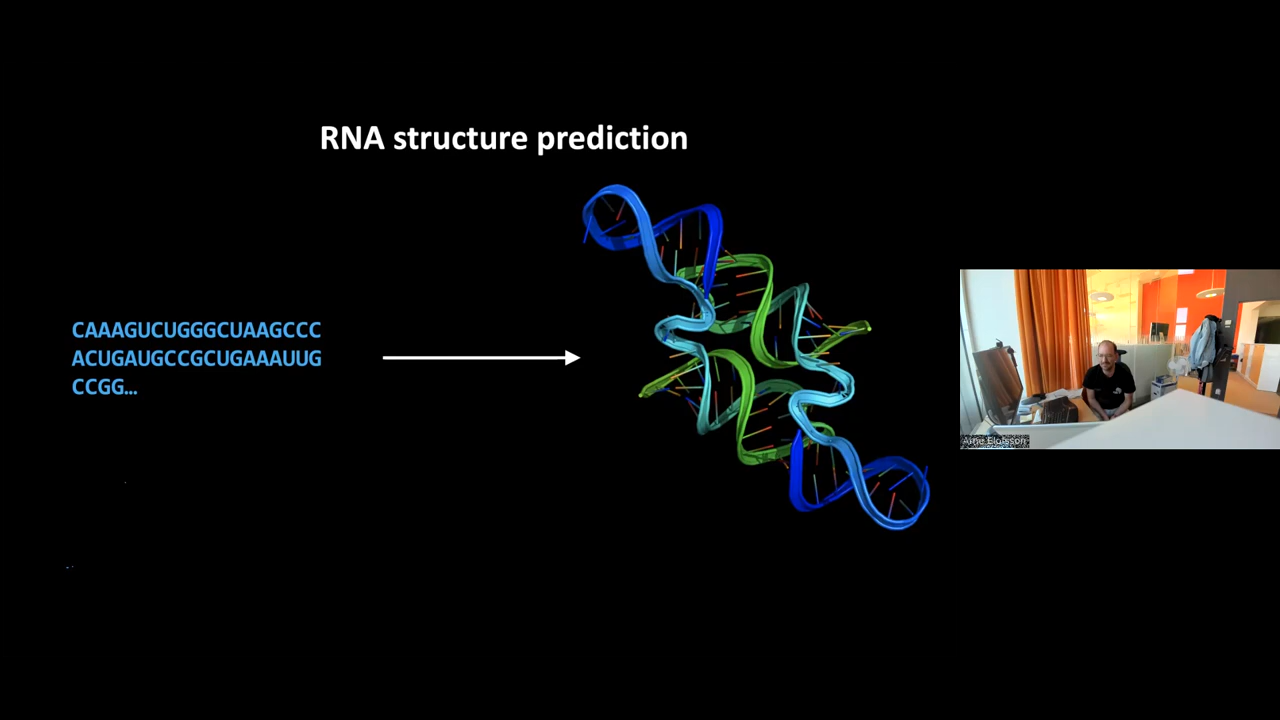 RNA structure prediction
CAAAGUCUGGGCUAAGCCC
ACUGAUGCCGCUGAAAUUG
CCGG...
Arne Elofsson